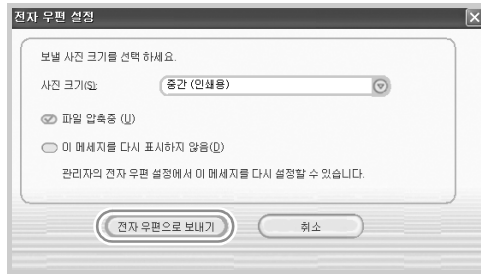 전자 우편 설정
보낼 사진 크기를 선택 하세요.
사진 크기(S): 중간 (인쇄용)
파일 압축중 (U)
이 메세지를 다시 표시하지 않음(D)
관리자의 전자 우편 설정에서 이 메세지를 다시 설정할 수 있습니다.
전자 우편으로 보내기 취소